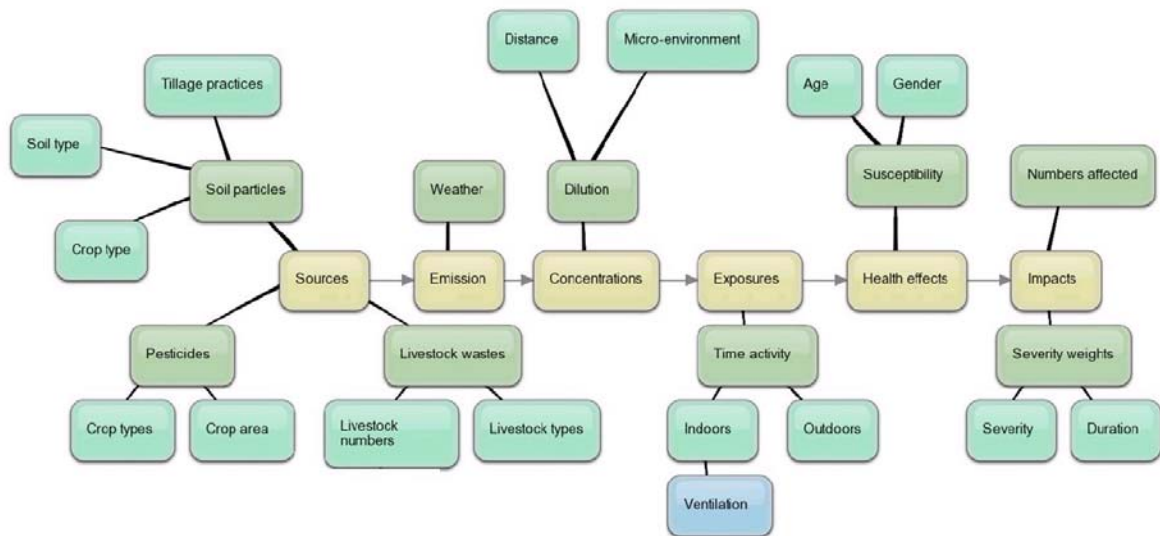 Distance
Micro-environment
Tillage practices
Age
Gender
Soil type
Soil particles
Weather
Dilution
Susceptibility
Numbers affected
Crop type
Sources
Emission
Concentrations
Exposures
Health effects
Impacts
Pesticides
Livestock wastes
Time activity
Severity weights
Crop types
Crop area
Livestock
numbers
Livestock types
Indoors
Outdoors
Severity
Duration
Ventilation